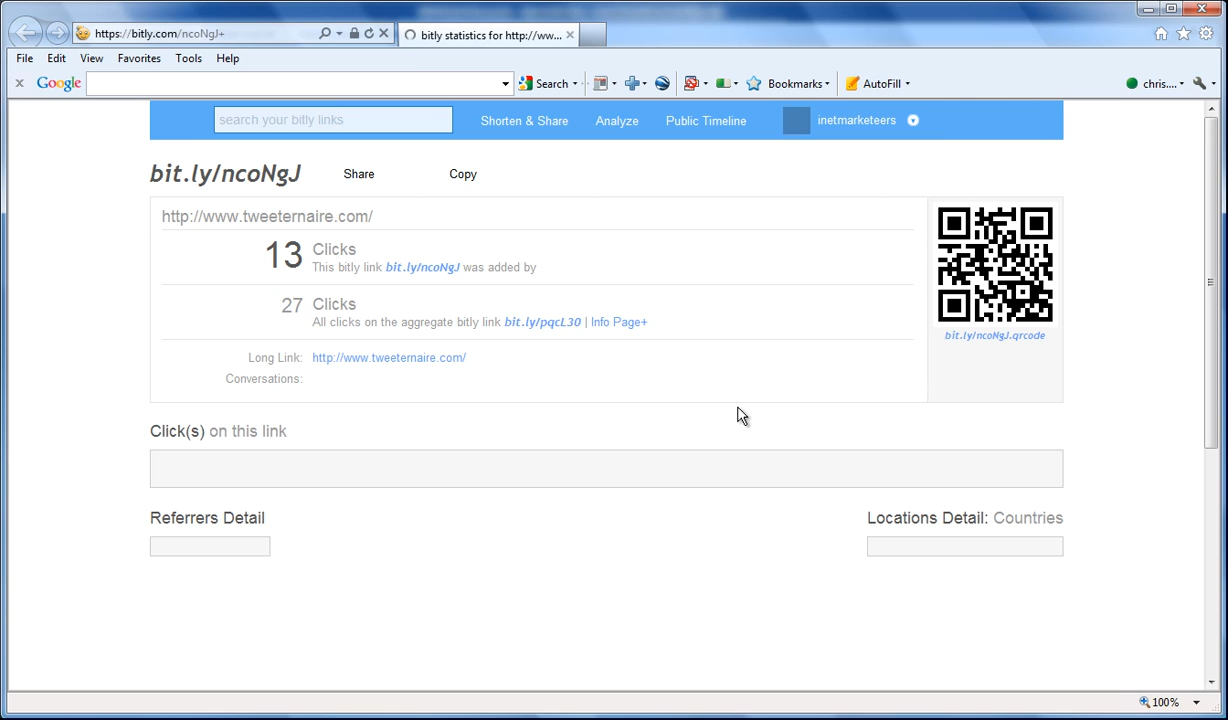 https://bitly.com/ncoNgJ+
bitly statistics for http://ww...
File Edit View Favorites Tools Help
Google Search Bookmarks AutoFill chris....
search your bitly links Shorten & Share Analyze Public Timeline inetmarketeers
bit.ly/ncoNgJ Share Copy
http://www.tweeternaire.com/
13 Clicks
This bitly link bit.ly/ncoNgJ was added by
27 Clicks
All clicks on the aggregate bitly link bit.ly/pqcL30 | Info Page+
bit.ly/ncoNgJ.qrcode
Long Link: http://www.tweeternaire.com/
Conversations:
Click(s) on this link
Referrers Detail
Locations Detail: Countries
100%